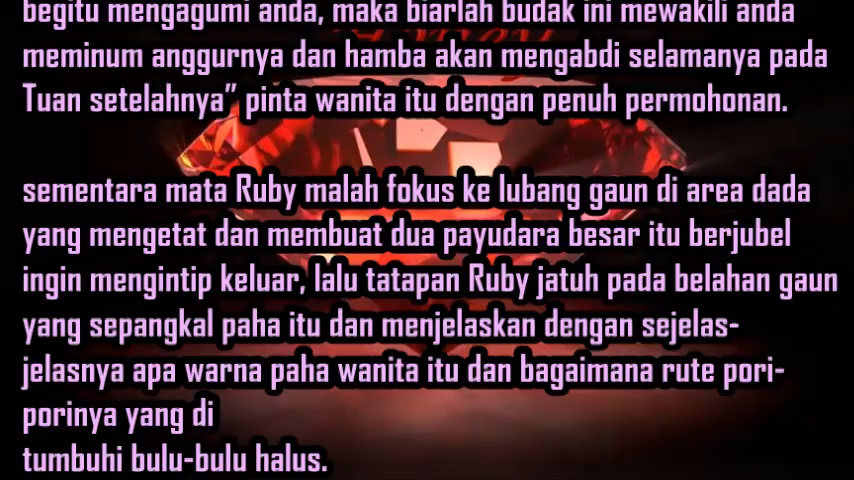 begitu mengagumi anda, maka biarlah budak ini mewakili anda
meminum anggurnya dan hamba akan mengabdi selamanya pada
Tuan setelahnya” pinta wanita itu dengan penuh permohonan.
sementara mata Ruby malah fokus ke lubang gaun di area dada
yang mengetat dan membuat dua payudara besar itu berjubel
ingin mengintip keluar, lalu tatapan Ruby jatuh pada belahan gaun
yang sepangkal paha itu dan menjelaskan dengan sejelas-
jelasnya apa warna paha wanita itu dan bagaimana rute pori-
porinya yang di
tumbuhi bulu-bulu halus.